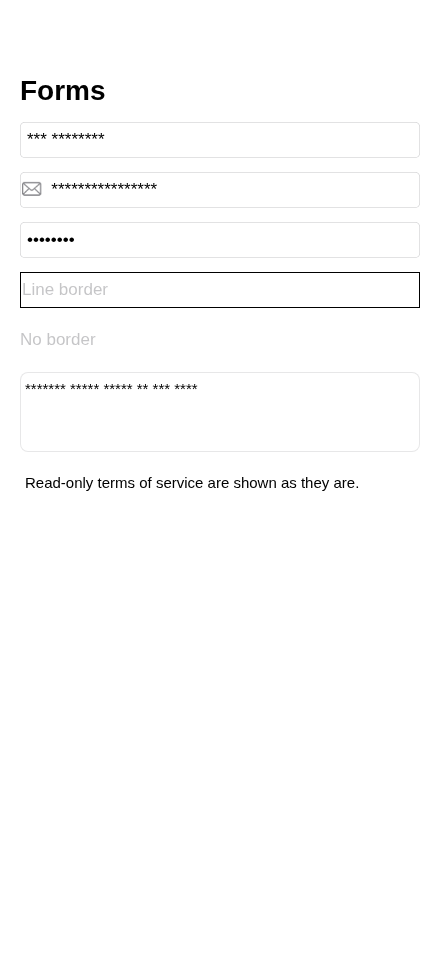 Forms
*** ********
****************
••••••••
Line border
No border
******* ***** ***** ** *** ****
Read-only terms of service are shown as they are.